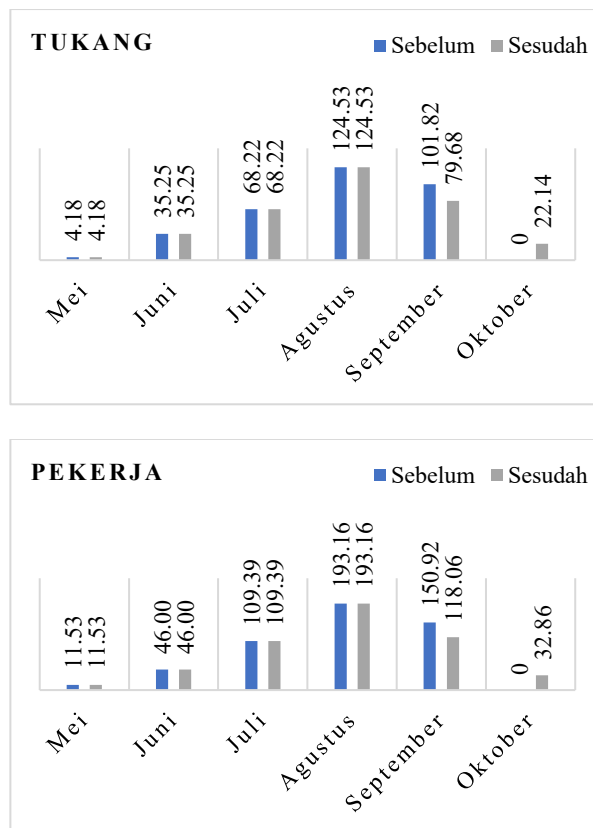 TUKANG
Sebelum Sesudah
4.18 4.18 35.25 35.25 68.22 68.22 124.53 124.53 101.82 79.68 0 22.14
Mei Juni Juli Agustus September Oktober
PEKERJA
Sebelum Sesudah
11.53 11.53 46.00 46.00 109.39 109.39 193.16 193.16 150.92 118.06 0 32.86
Mei Juni Juli Agustus September Oktober